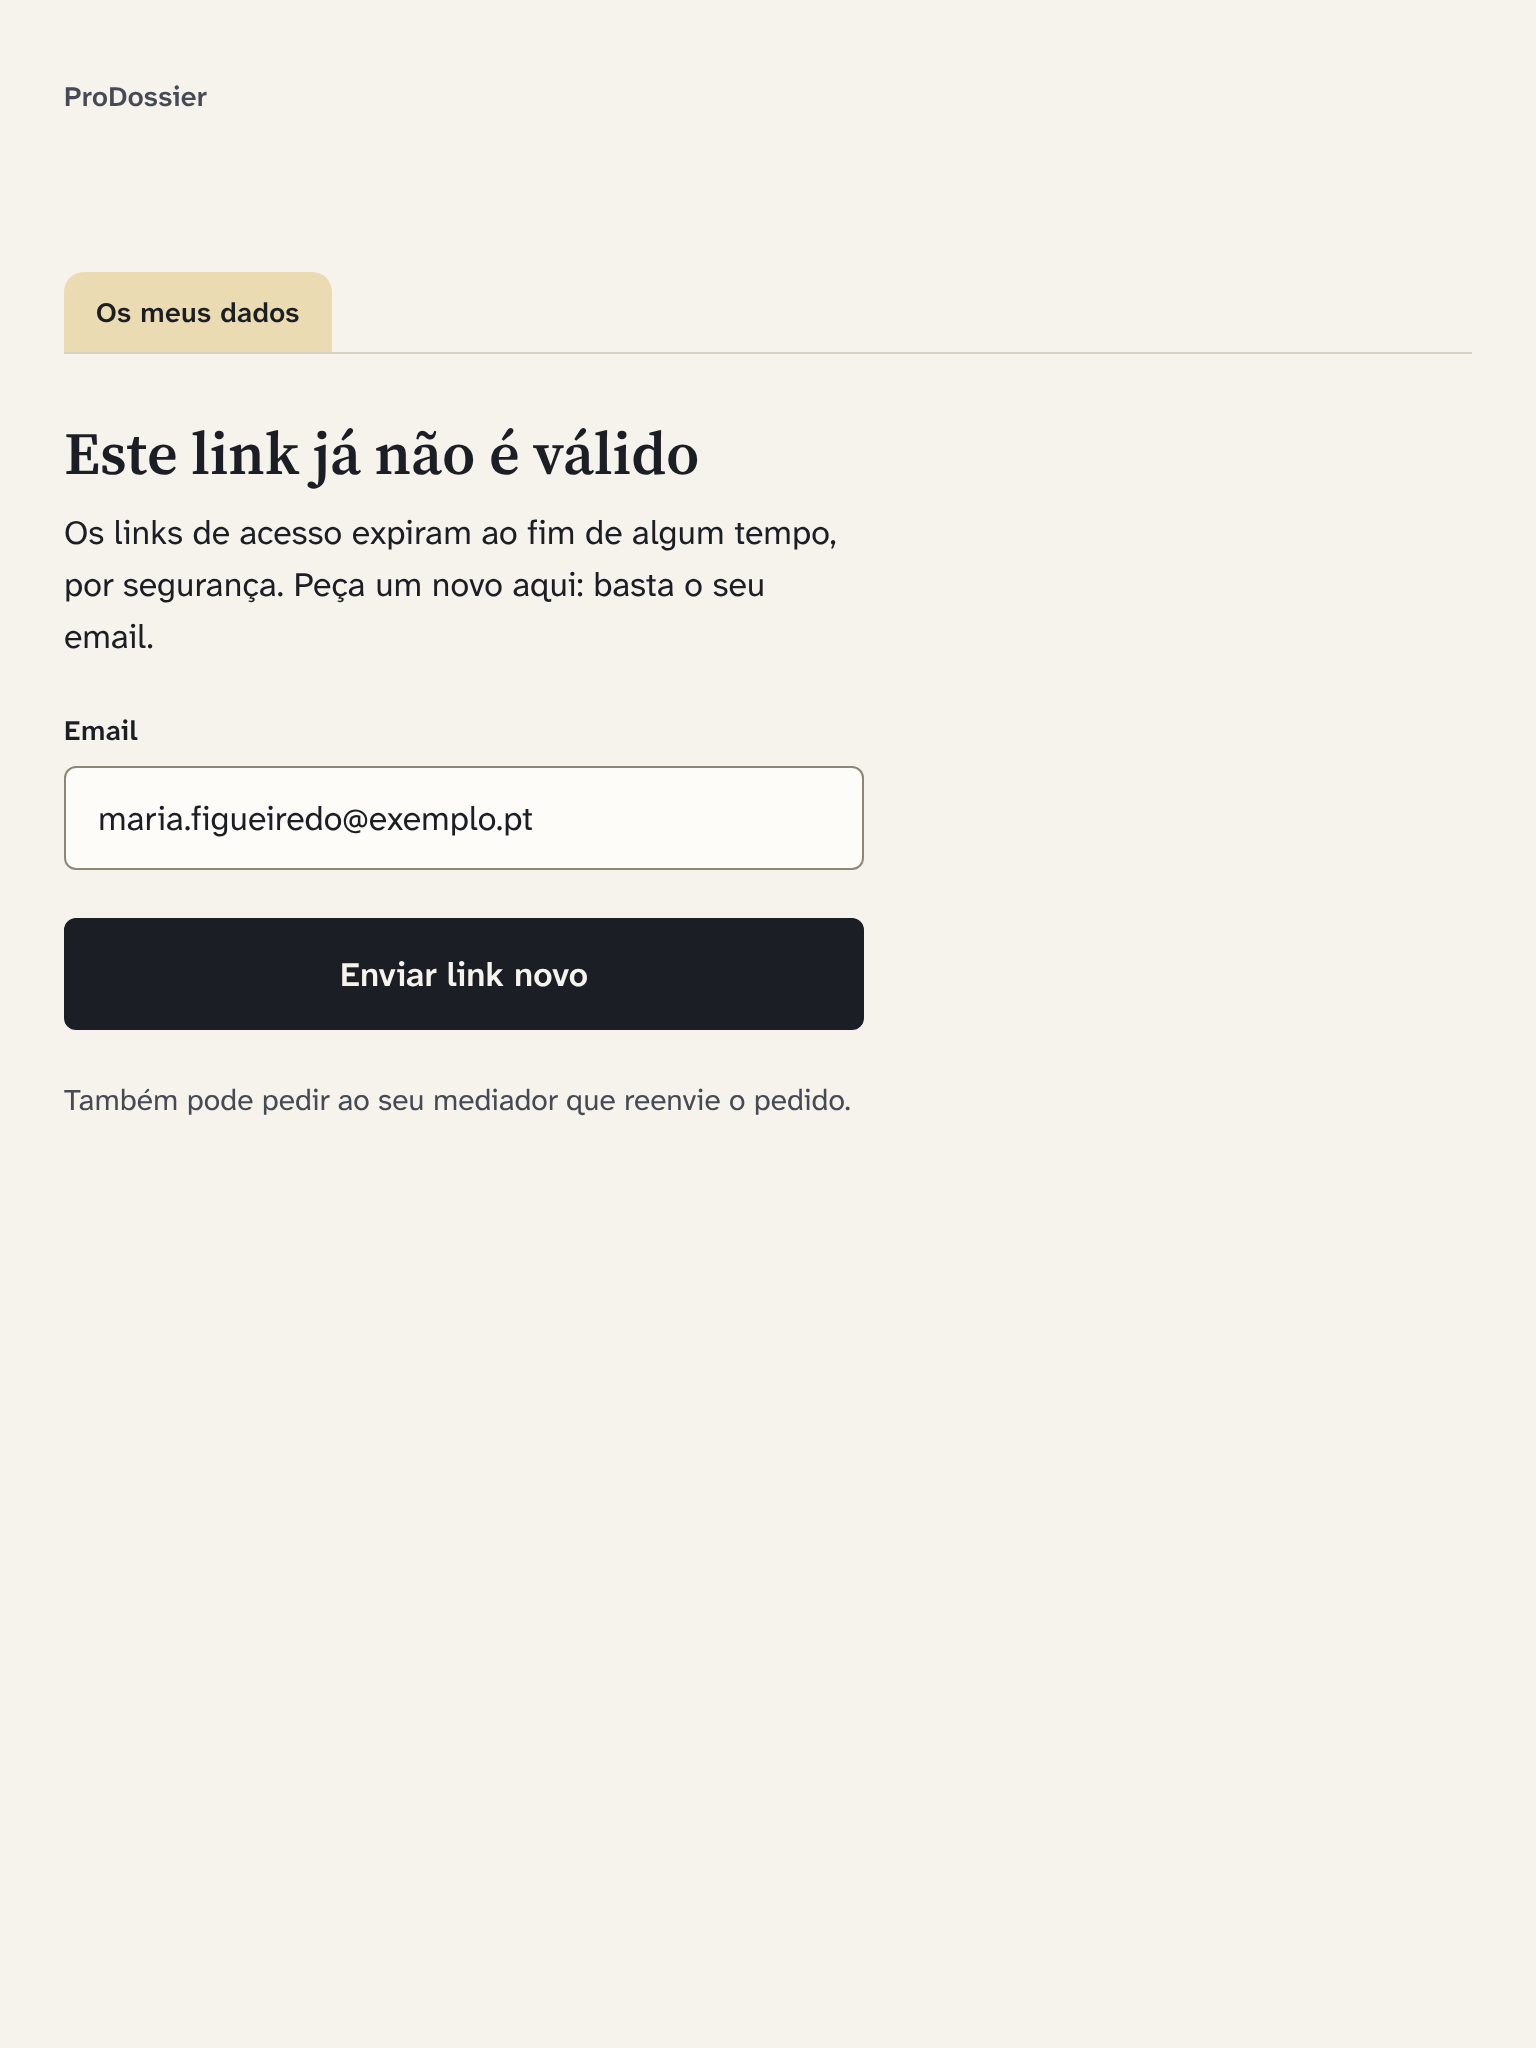 ProDossier
Os meus dados
Este link já não é válido
Os links de acesso expiram ao fim de algum tempo,
por segurança. Peça um novo aqui: basta o seu
email.
Email
maria.figueiredo@exemplo.pt
Enviar link novo
Também pode pedir ao seu mediador que reenvie o pedido.